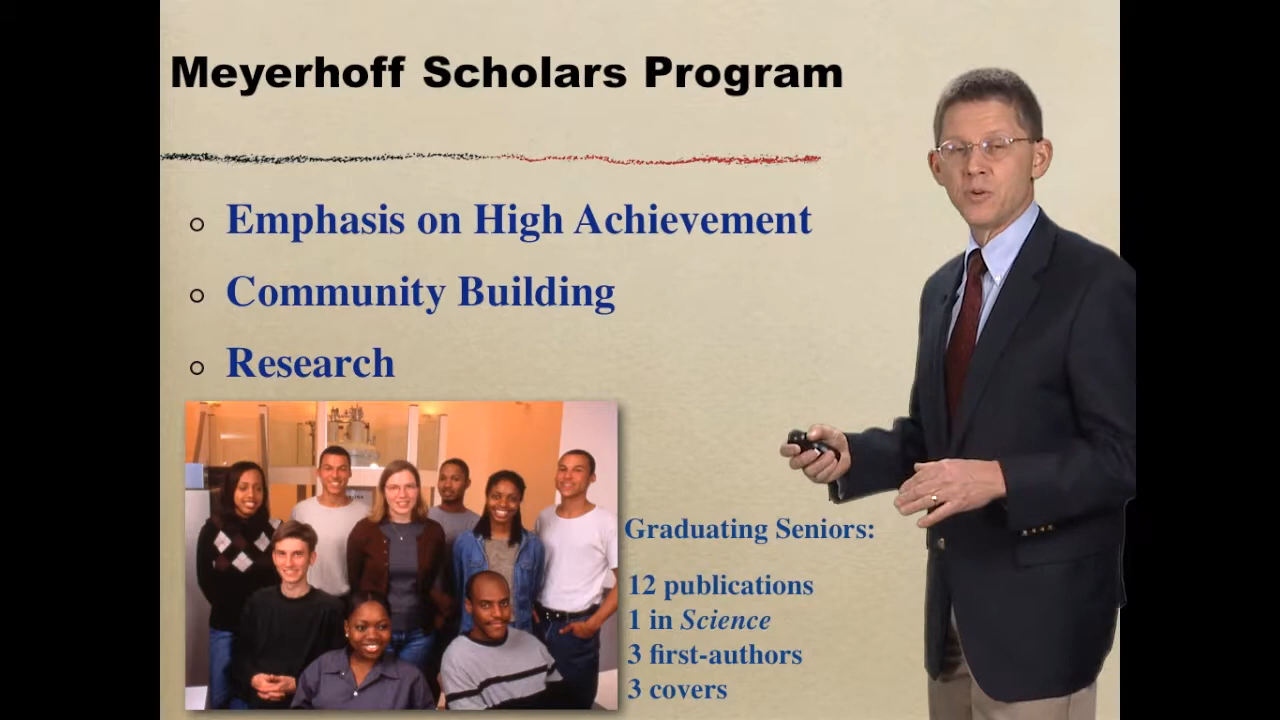 Meyerhoff Scholars Program
Emphasis on High Achievement
Community Building
Research
Graduating Seniors:
12 publications
1 in Science
3 first-authors
3 covers